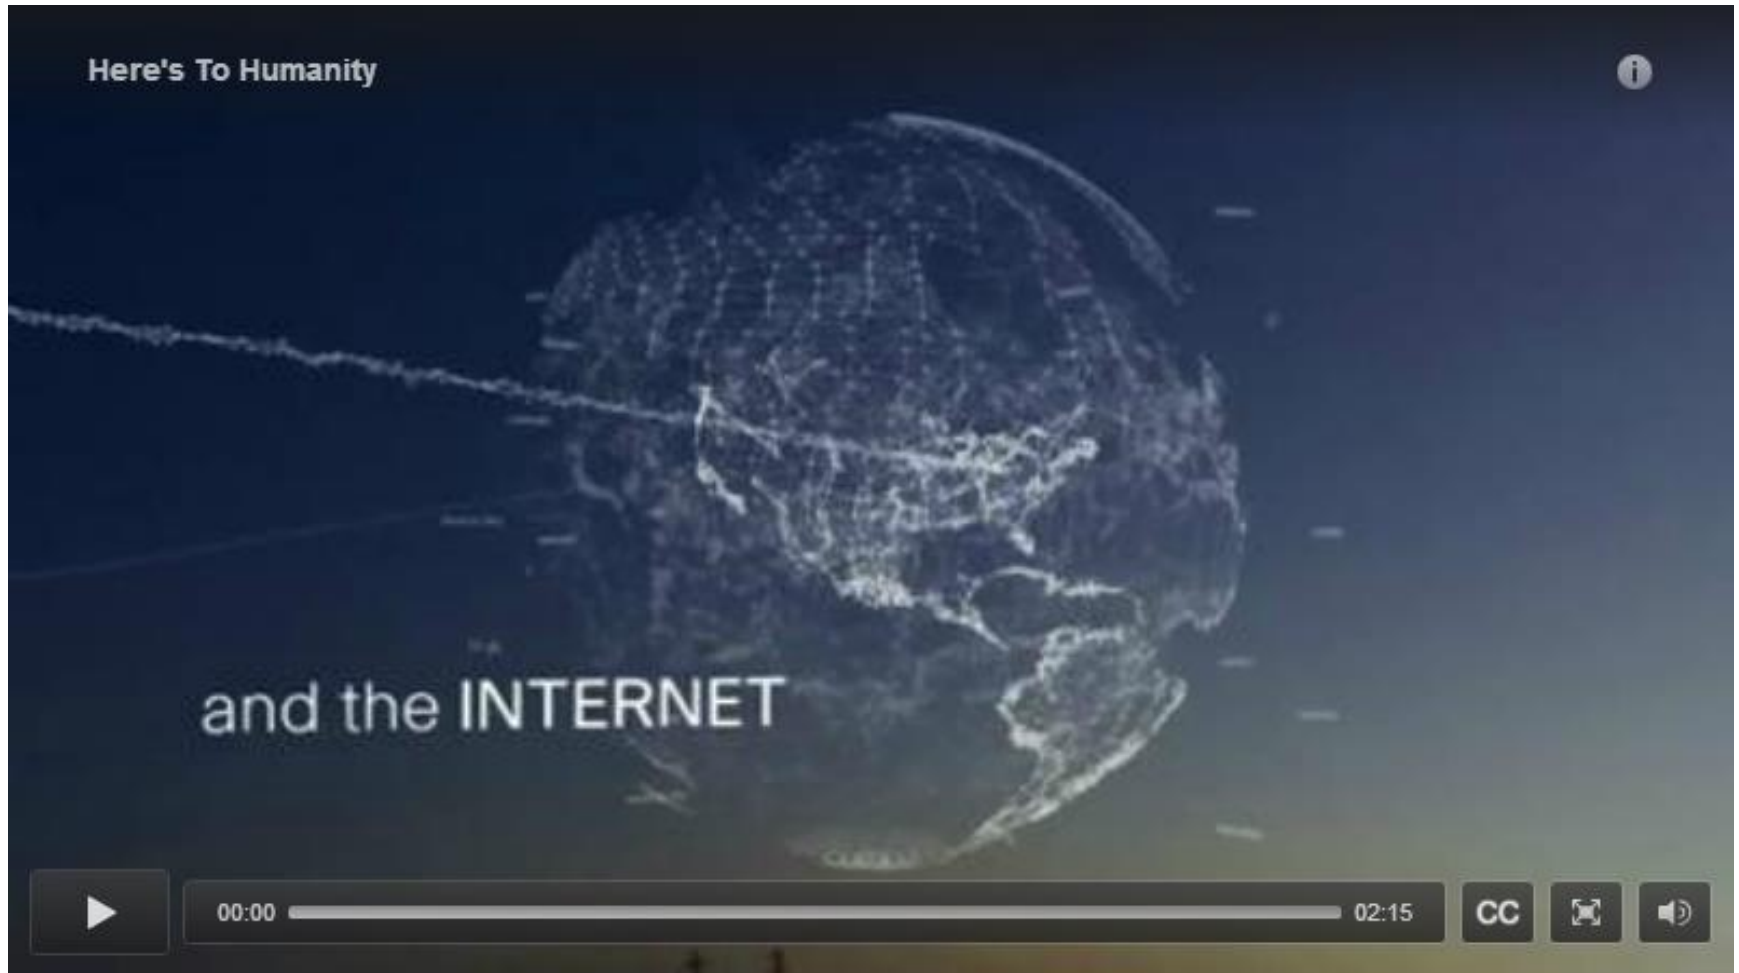 Here's To Humanity
and the INTERNET
00:00
02:15
CC